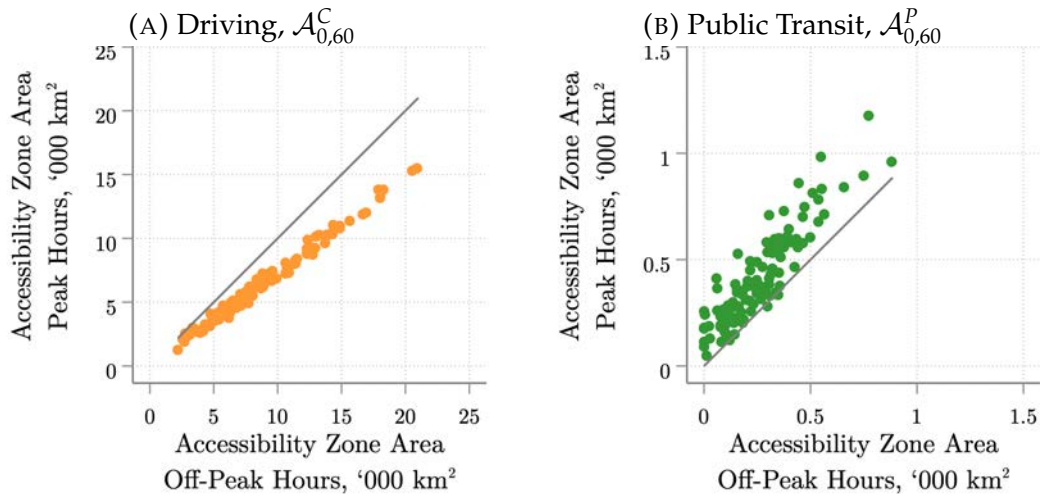 (A) Driving, 𝒜^C_{0,60}
25
20
15
10
5
0
Accessibility Zone Area
Peak Hours, ‘000 km²
0 5 10 15 20 25
Accessibility Zone Area
Off-Peak Hours, ‘000 km²
(B) Public Transit, 𝒜^P_{0,60}
1.5
1
0.5
0
Accessibility Zone Area
Peak Hours, ‘000 km²
0 0.5 1 1.5
Accessibility Zone Area
Off-Peak Hours, ‘000 km²